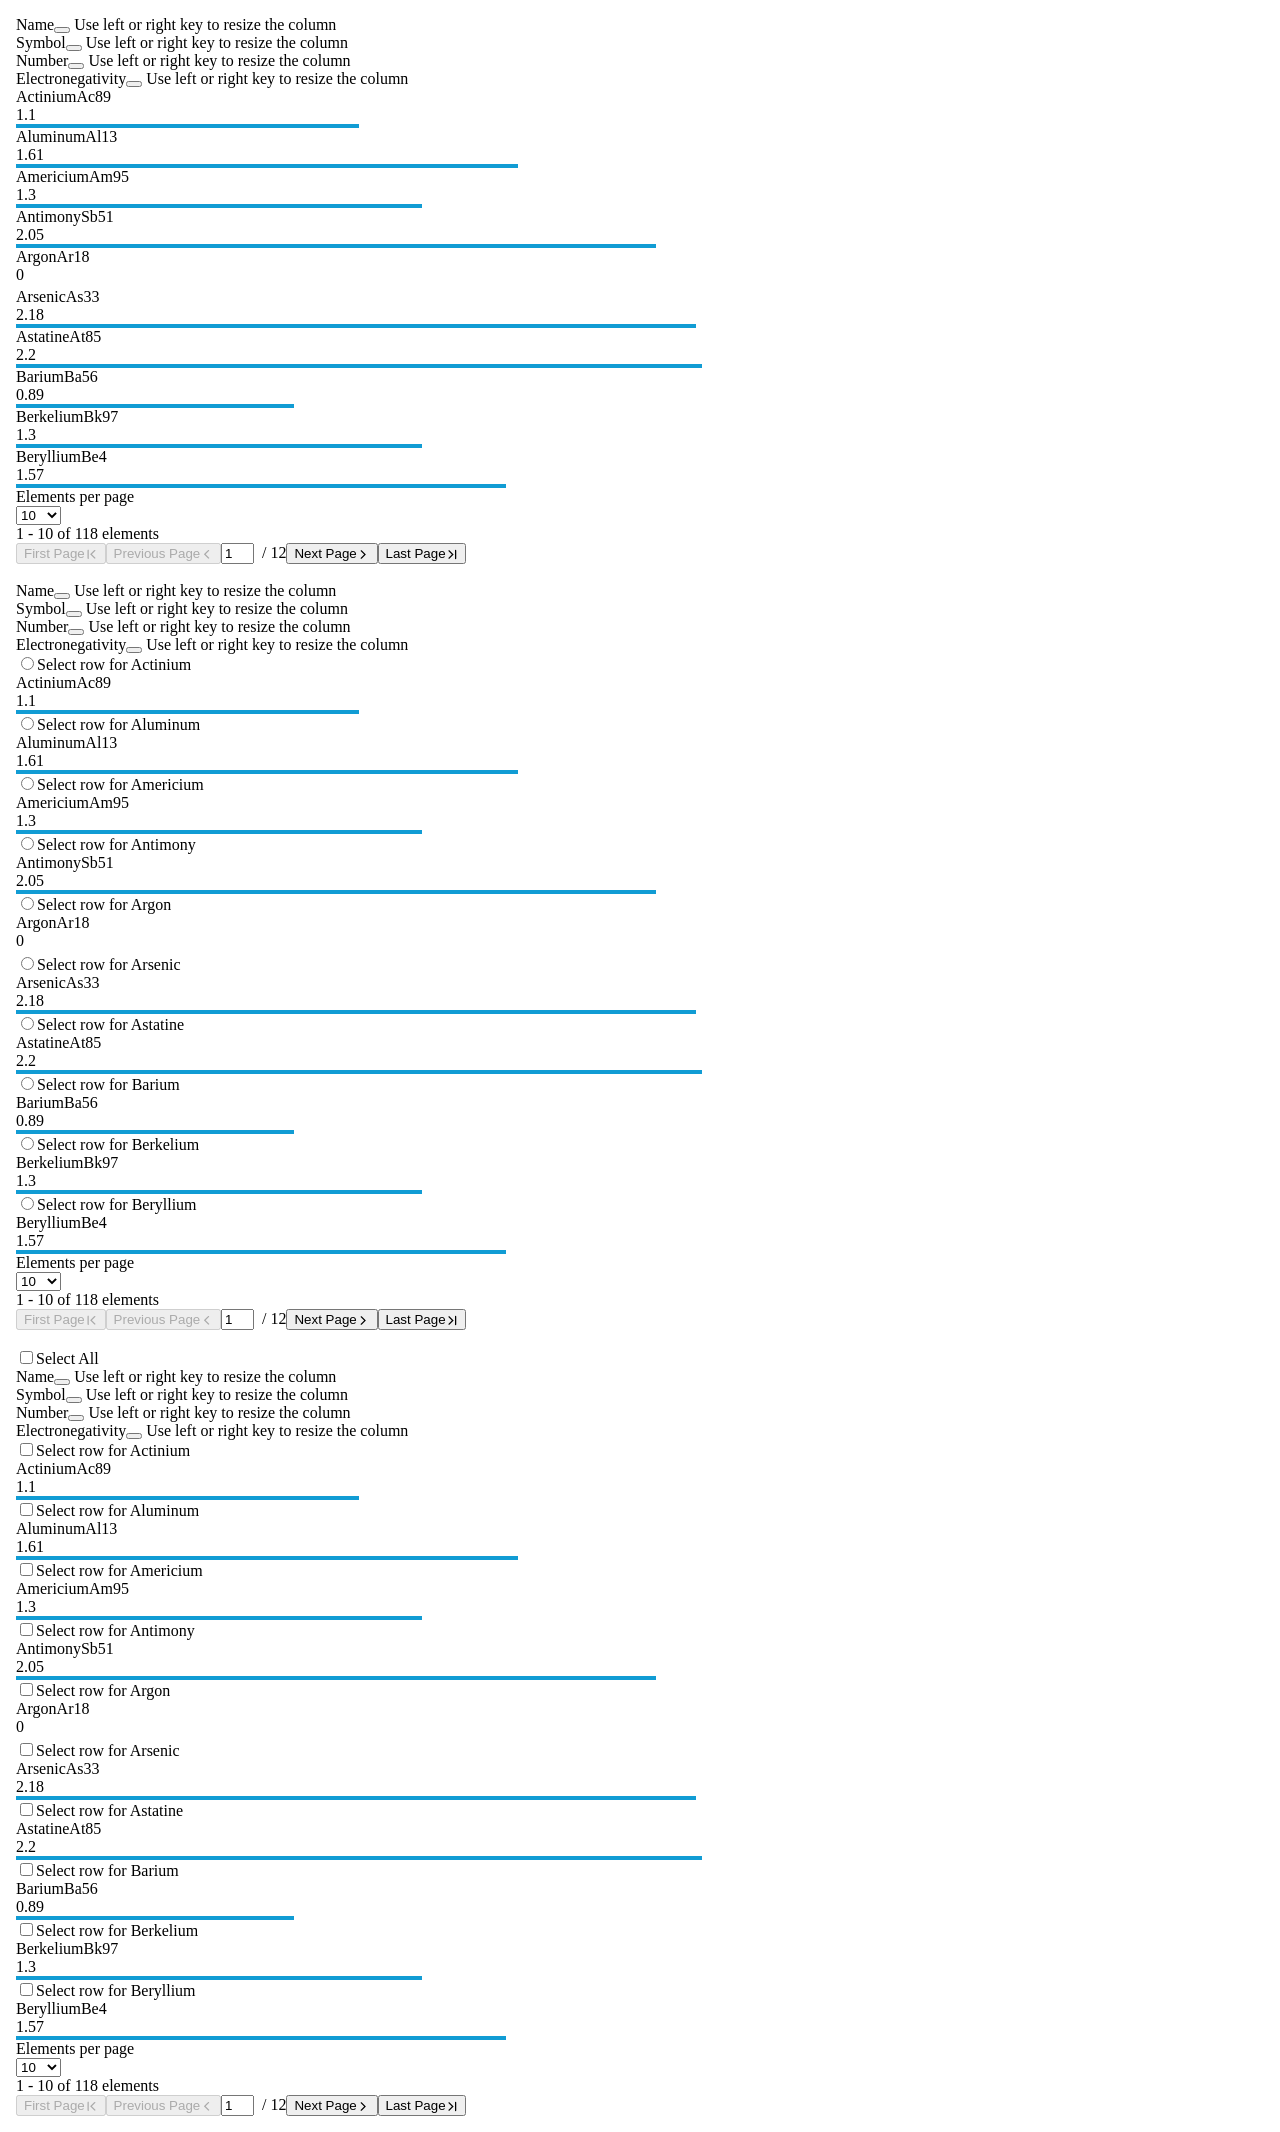 Name Use left or right key to resize the column
Symbol Use left or right key to resize the column
Number Use left or right key to resize the column
Electronegativity Use left or right key to resize the column
ActiniumAc89
1.1
AluminumAl13
1.61
AmericiumAm95
1.3
AntimonySb51
2.05
ArgonAr18
0
ArsenicAs33
2.18
AstatineAt85
2.2
BariumBa56
0.89
BerkeliumBk97
1.3
BerylliumBe4
1.57
Elements per page
10
1 - 10 of 118 elements
First Page Previous Page 1 / 12 Next Page Last Page
Name Use left or right key to resize the column
Symbol Use left or right key to resize the column
Number Use left or right key to resize the column
Electronegativity Use left or right key to resize the column
Select row for Actinium
ActiniumAc89
1.1
Select row for Aluminum
AluminumAl13
1.61
Select row for Americium
AmericiumAm95
1.3
Select row for Antimony
AntimonySb51
2.05
Select row for Argon
ArgonAr18
0
Select row for Arsenic
ArsenicAs33
2.18
Select row for Astatine
AstatineAt85
2.2
Select row for Barium
BariumBa56
0.89
Select row for Berkelium
BerkeliumBk97
1.3
Select row for Beryllium
BerylliumBe4
1.57
Elements per page
10
1 - 10 of 118 elements
First Page Previous Page 1 / 12 Next Page Last Page
Select All
Name Use left or right key to resize the column
Symbol Use left or right key to resize the column
Number Use left or right key to resize the column
Electronegativity Use left or right key to resize the column
Select row for Actinium
ActiniumAc89
1.1
Select row for Aluminum
AluminumAl13
1.61
Select row for Americium
AmericiumAm95
1.3
Select row for Antimony
AntimonySb51
2.05
Select row for Argon
ArgonAr18
0
Select row for Arsenic
ArsenicAs33
2.18
Select row for Astatine
AstatineAt85
2.2
Select row for Barium
BariumBa56
0.89
Select row for Berkelium
BerkeliumBk97
1.3
Select row for Beryllium
BerylliumBe4
1.57
Elements per page
10
1 - 10 of 118 elements
First Page Previous Page 1 / 12 Next Page Last Page